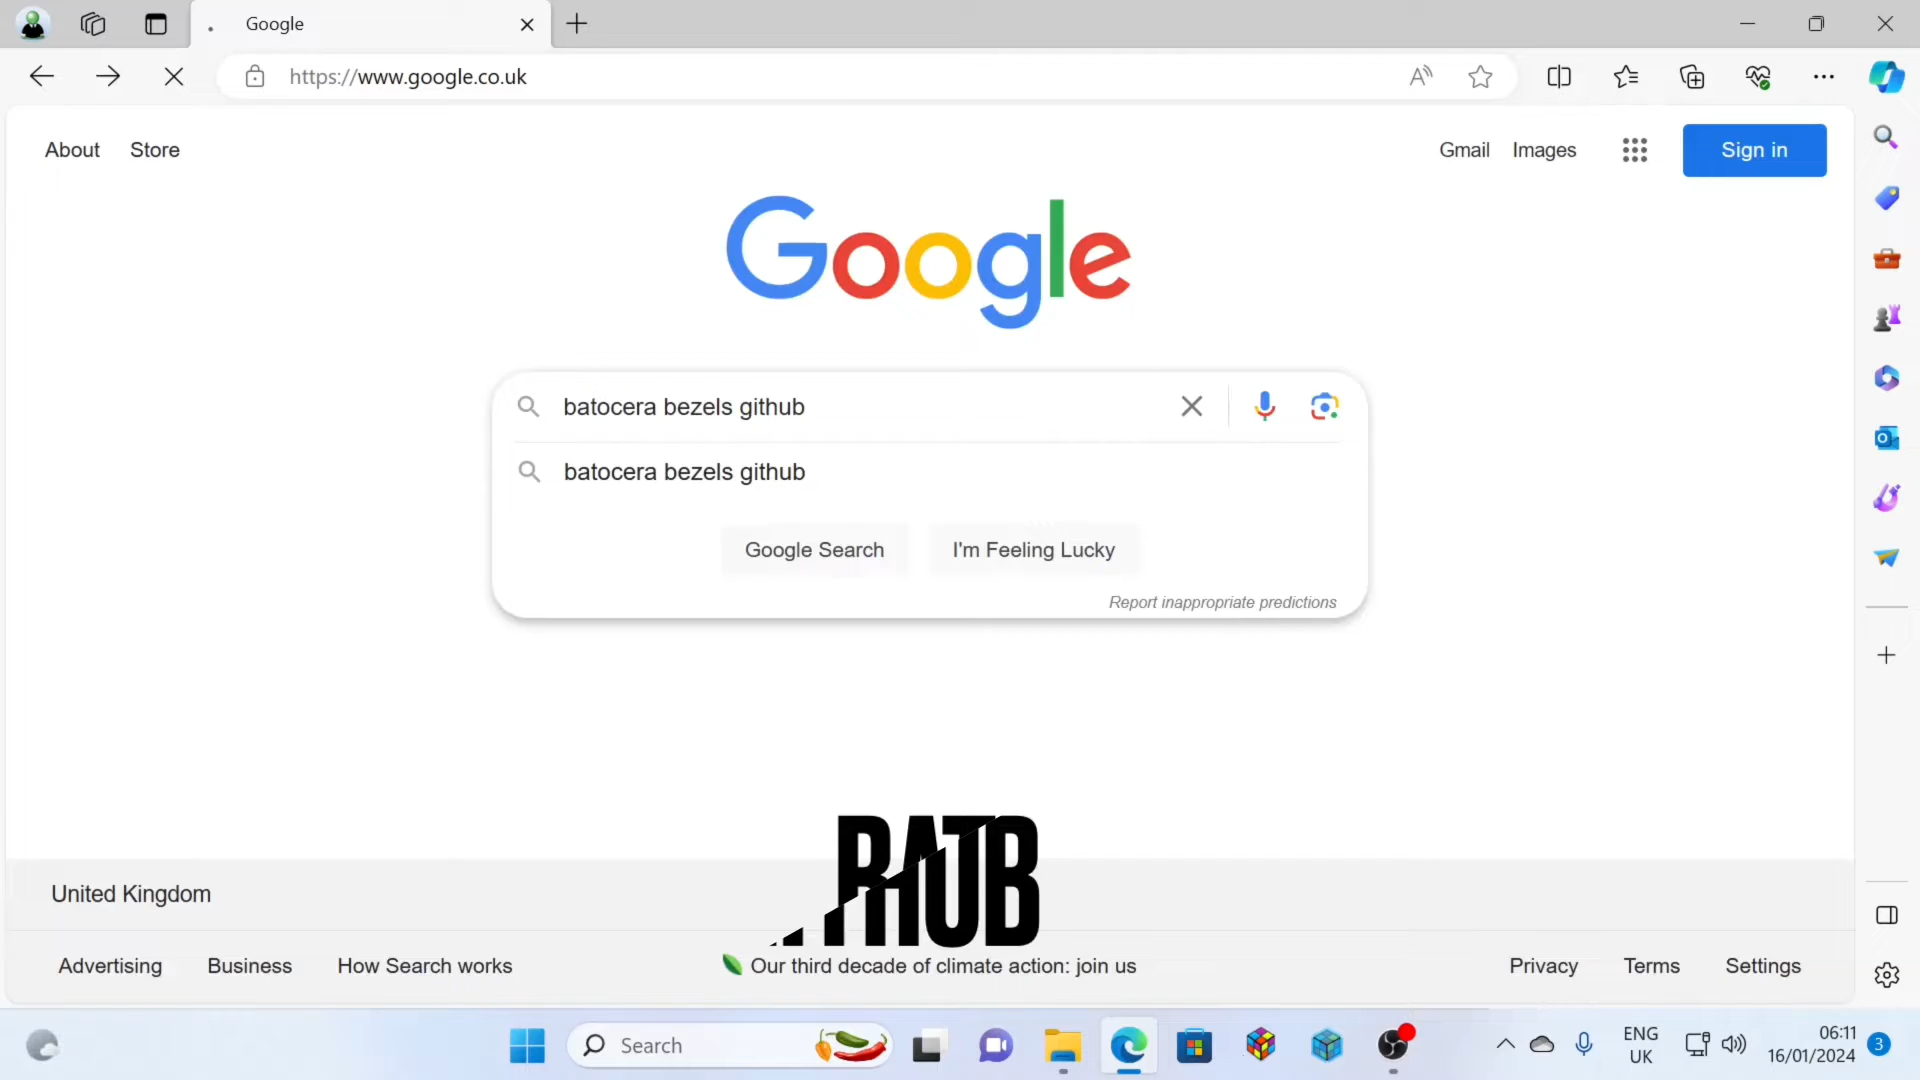 Google
https://www.google.co.uk
About Store
Gmail Images
Sign in
Google
batocera bezels github
batocera bezels github
Google Search I'm Feeling Lucky
Report inappropriate predictions
United Kingdom
Advertising Business How Search works
Our third decade of climate action: join us
Privacy Terms Settings
Search
ENG
UK
06:11
16/01/2024
3